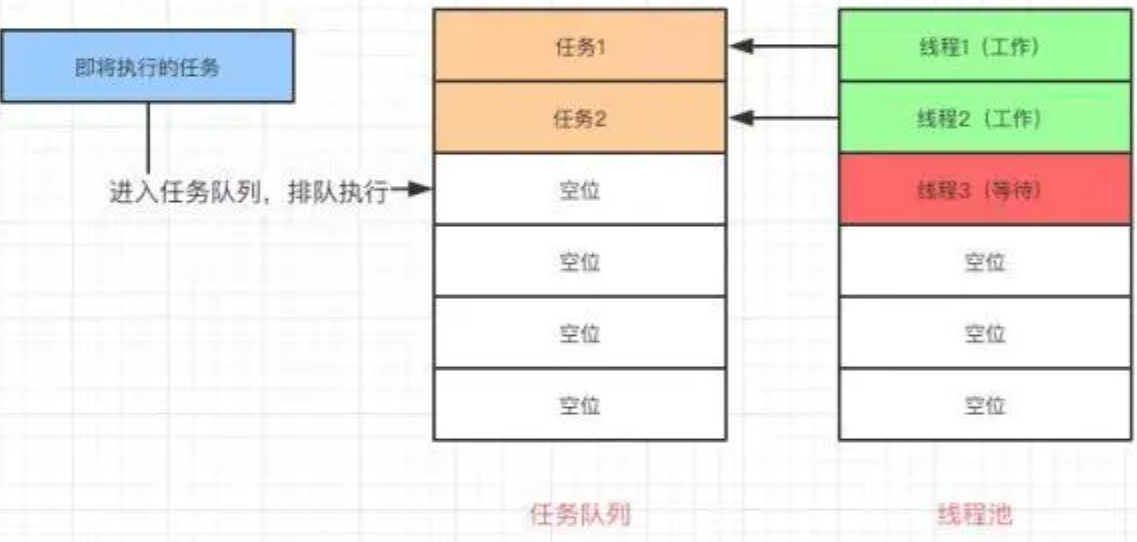 即将执行的任务
进入任务队列，排队执行
任务1
任务2
空位
空位
空位
空位
任务队列
线程1（工作）
线程2（工作）
线程3（等待）
空位
空位
空位
线程池